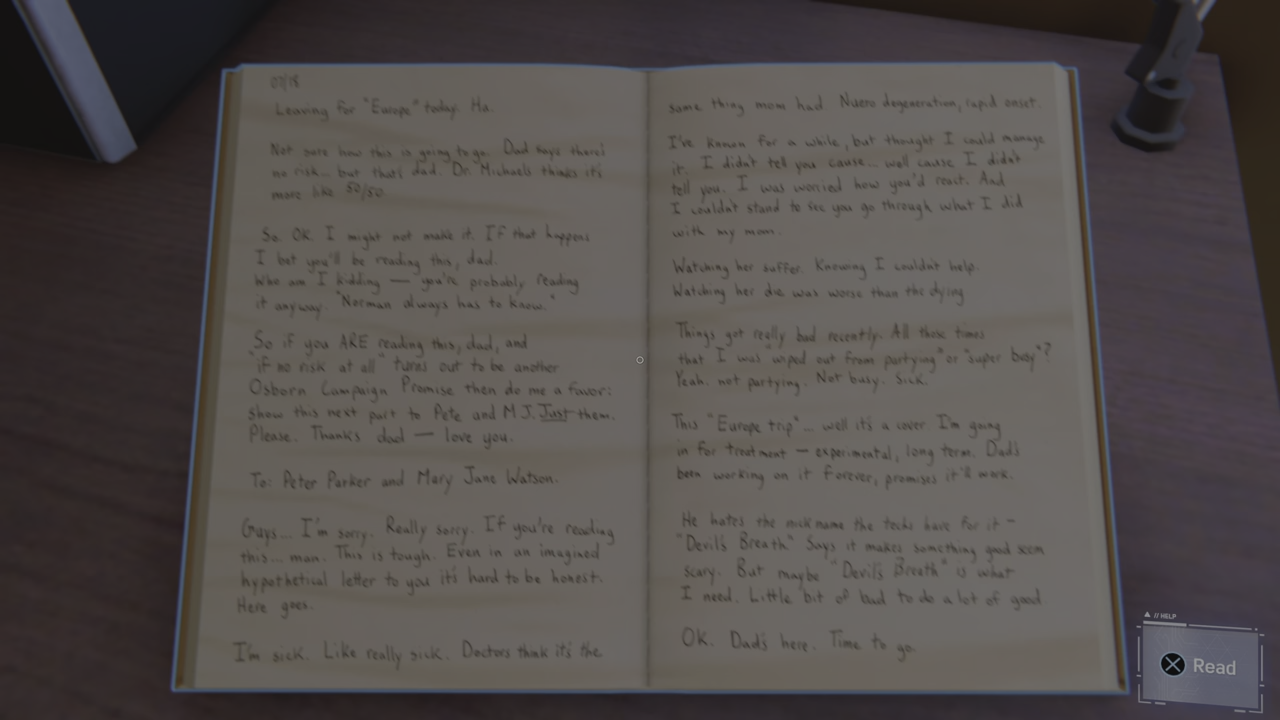 07/18
Leaving for "Europe" today. Ha.
Not sure how this is going to go. Dad says there's
no risk... but that's dad. Dr. Michaels thinks it's
more like 50/50.
So. OK. I might not make it. If that happens
I bet you'll be reading this, dad.
Who am I kidding — you're probably reading
it anyway. "Norman always has to know."
So if you ARE reading this, dad, and
"if no risk at all" turns out to be another
Osborn Campaign Promise then do me a favor:
show this next part to Pete and MJ. Just them.
Please. Thanks dad — love you.
To: Peter Parker and Mary Jane Watson.
Guys... I'm sorry. Really sorry. If you're reading
this... man. This is tough. Even in an imagined
hypothetical letter to you it's hard to be honest.
Here goes.
I'm sick. Like really sick. Doctors think it's the
same thing mom had. Nuero degeneration, rapid onset.
I've known for a while, but thought I could manage
it. I didn't tell you cause... well cause I didn't
tell you. I was worried how you'd react. And
I couldn't stand to see you go through what I did
with my mom.
Watching her suffer. Knowing I couldn't help.
Watching her die was worse than the dying
Things got really bad recently. All those times
that I was "wiped out from partying" or "super busy"?
Yeah. not partying. Not busy. Sick.
This "Europe trip"... well it's a cover. I'm going
in for treatment — experimental, long term. Dad's
been working on it forever, promises it'll work.
He hates the nickname the techs have for it –
"Devil's Breath" Says it makes something good seem
scary. But maybe "Devil's Breath" is what
I need. Little bit of bad to do a lot of good.
OK. Dad's here. Time to go.
// HELP
Read